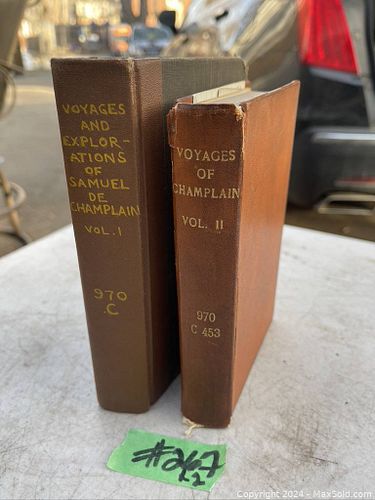 VOYAGES
AND
EXPLOR-
ATIONS
OF
SAMUEL
DE
CHAMPLAIN
VOL. I
970
.C
VOYAGES
OF
CHAMPLAIN
VOL. II
970
C 453
#267
Copyright © 2024 - MaxSold.com